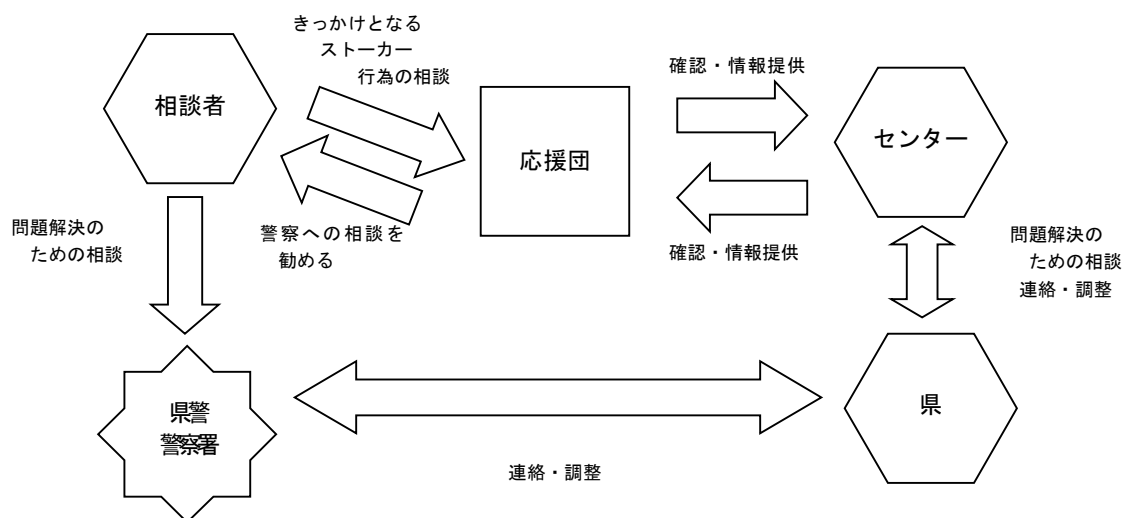 きっかけとなる
ストーカー
行為の相談
相談者
確認・情報提供
センター
応援団
問題解決の
ための相談
警察への相談を
勧める
確認・情報提供
問題解決の
ための相談
連絡・調整
県警
警察署
県
連絡・調整